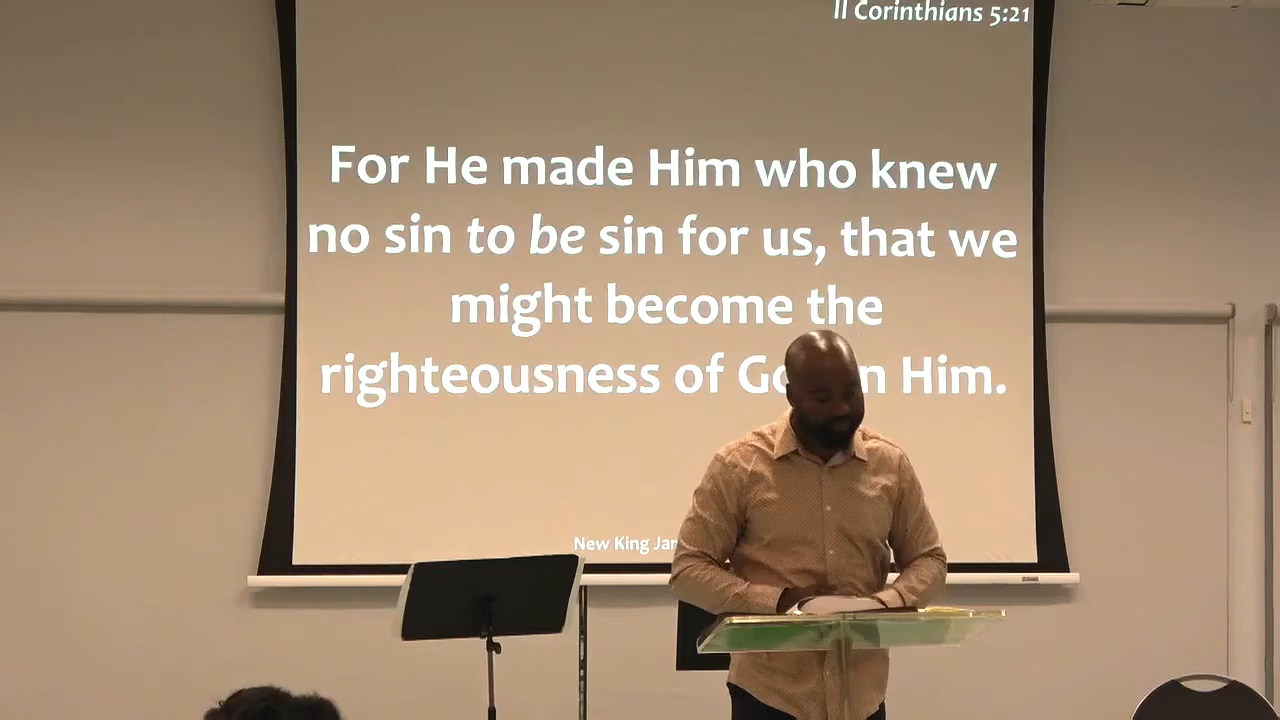 II Corinthians 5:21
For He made Him who knew
no sin to be sin for us, that we
might become the
righteousness of Him.
New King